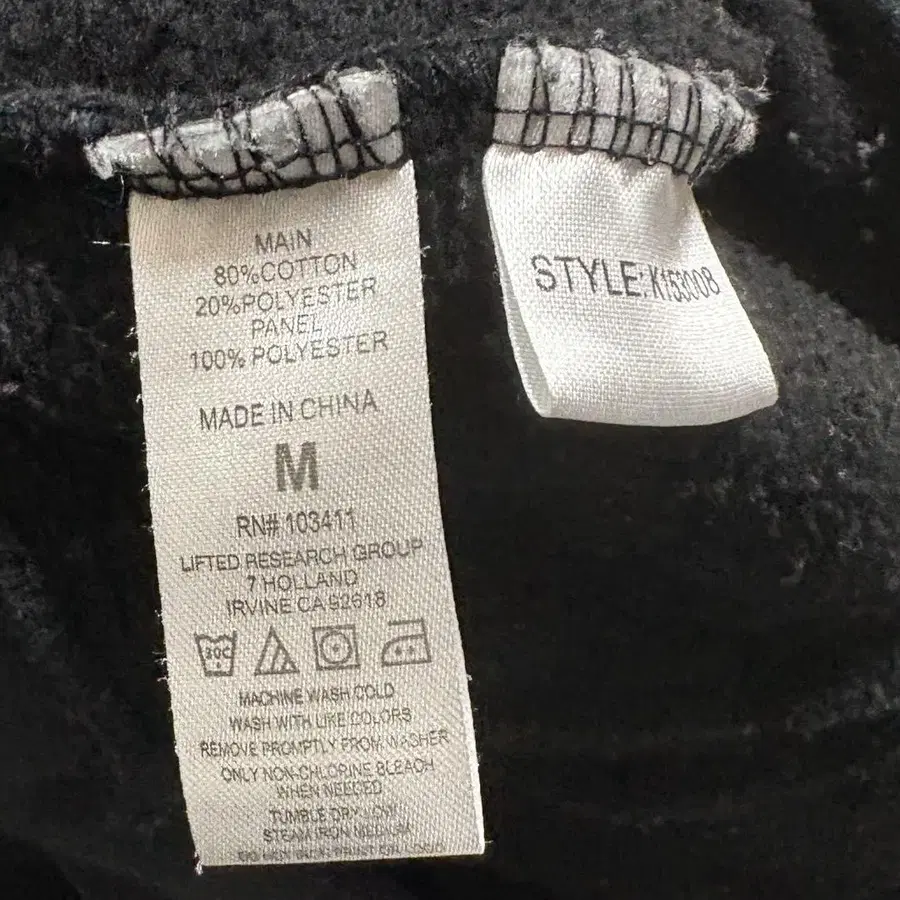 MAIN
80%COTTON
20%POLYESTER
PANEL
100% POLYESTER
MADE IN CHINA
M
RN# 103411
LIFTED RESEARCH GROUP
7 HOLLAND
IRVINE CA 92618
30C
MACHINE WASH COLD
WASH WITH LIKE COLORS
REMOVE PROMPTLY FROM WASHER
ONLY NON-CHLORINE BLEACH
WHEN NEEDED
TUMBLE DRY LOW
STEAM IRON MEDIUM
STYLE:K153008